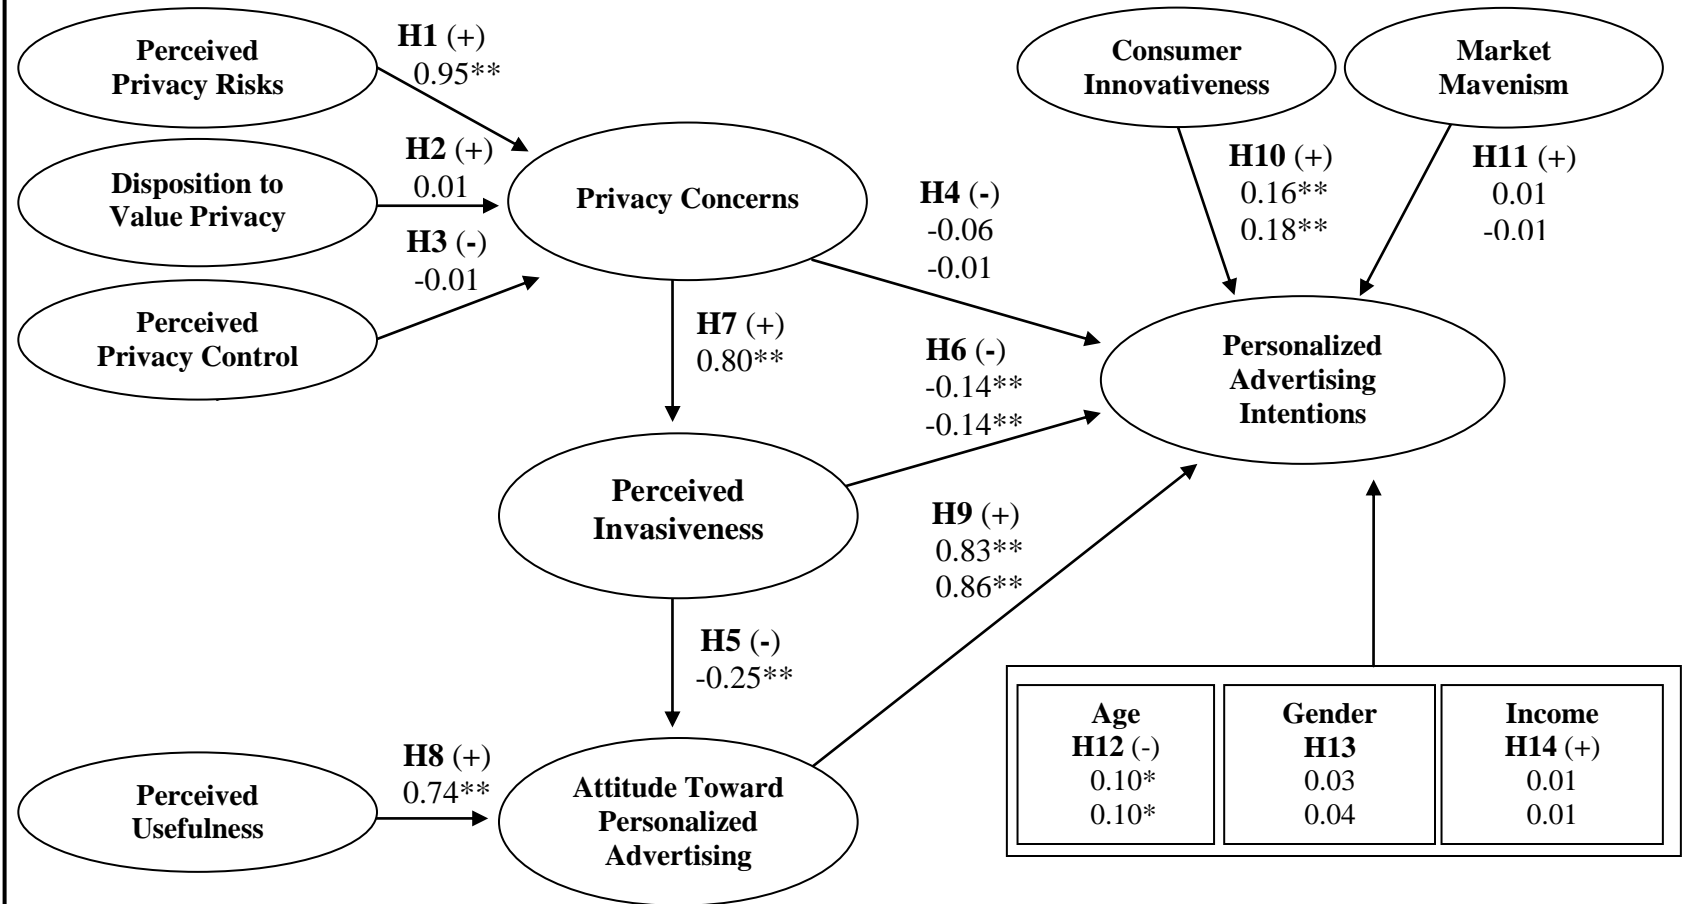 Perceived
Privacy Risks
H1 (+)
0.95**
Disposition to
Value Privacy
H2 (+)
0.01
Perceived
Privacy Control
H3 (-)
-0.01
Privacy Concerns
H4 (-)
-0.06
-0.01
H7 (+)
0.80**
Perceived
Invasiveness
H6 (-)
-0.14**
-0.14**
H5 (-)
-0.25**
Perceived
Usefulness
H8 (+)
0.74**
Attitude Toward
Personalized
Advertising
H9 (+)
0.83**
0.86**
Consumer
Innovativeness
H10 (+)
0.16**
0.18**
Market
Mavenism
H11 (+)
0.01
-0.01
Personalized
Advertising
Intentions
Age
H12 (-)
0.10*
0.10*
Gender
H13
0.03
0.04
Income
H14 (+)
0.01
0.01